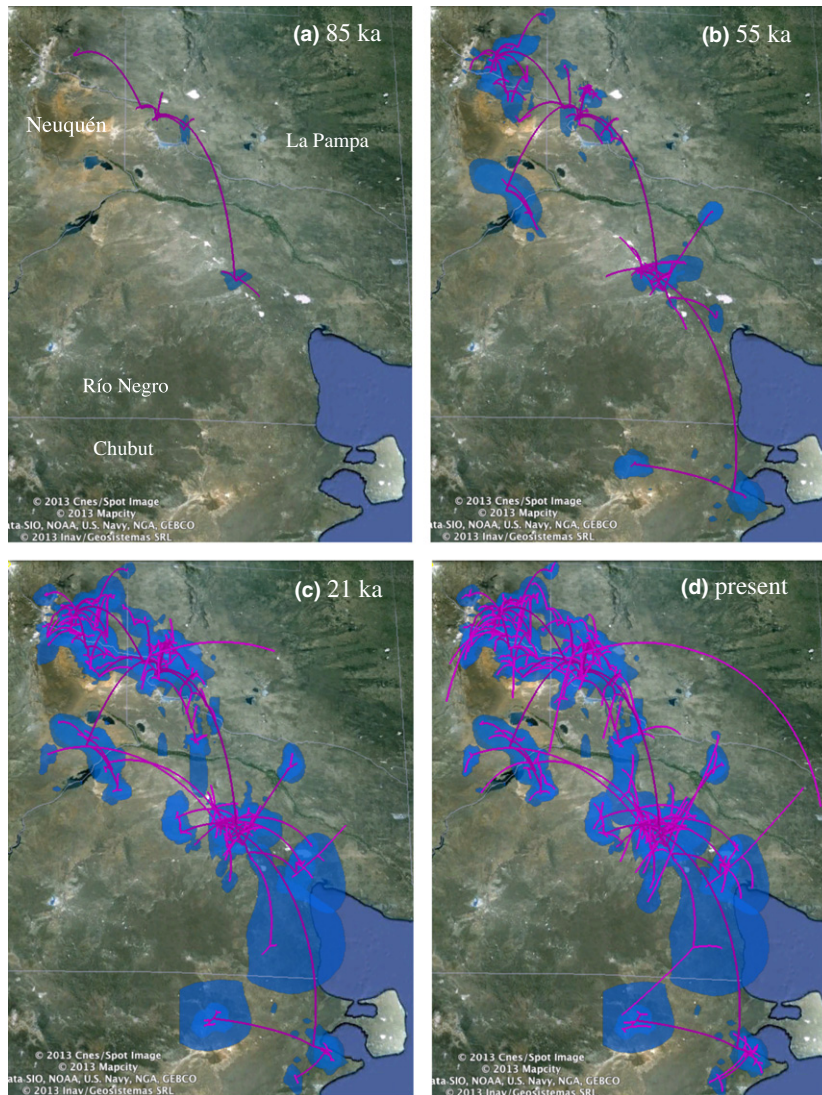 (a) 85 ka
Neuquén
La Pampa
Río Negro
Chubut
© 2013 Cnes/Spot Image
© 2013 Mapcity
ata SIO, NOAA, U.S. Navy, NGA, GEBCO
© 2013 Inav/Geosistemas SRL
(b) 55 ka
© 2013 Cnes/Spot Image
© 2013 Mapcity
ata SIO, NOAA, U.S. Navy, NGA, GEBCO
© 2013 Inav/Geosistemas SRL
(c) 21 ka
© 2013 Cnes/Spot Image
© 2013 Mapcity
ata SIO, NOAA, U.S. Navy, NGA, GEBCO
© 2013 Inav/Geosistemas SRL
(d) present
© 2013 Cnes/Spot Image
© 2013 Mapcity
ata SIO, NOAA, U.S. Navy, NGA, GEBCO
© 2013 Inav/Geosistemas SRL